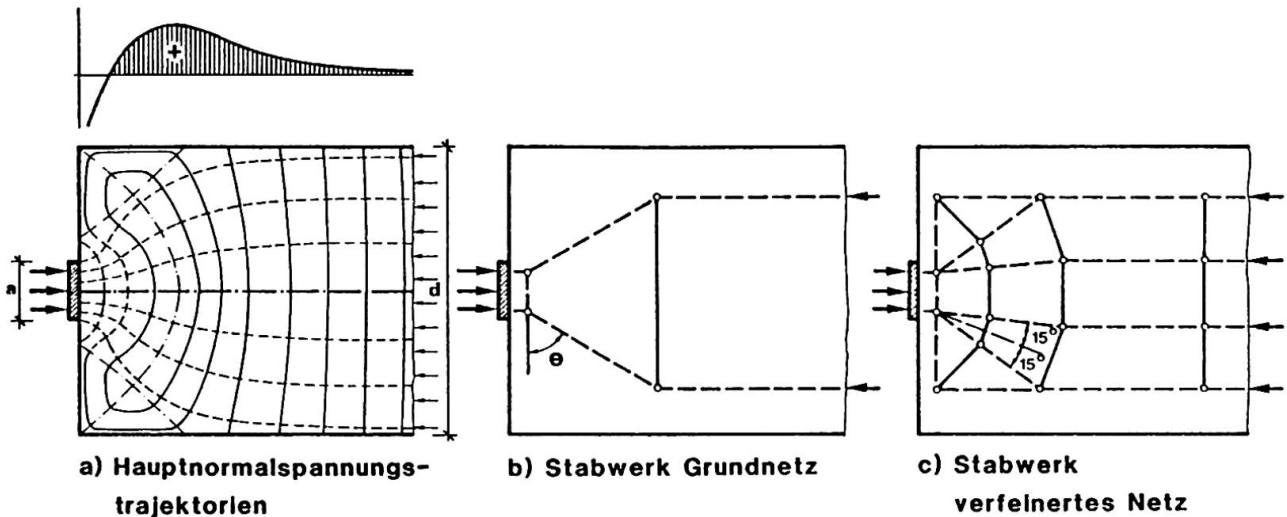 +
a
d
Θ
15°
15°
a) Hauptnormalspannungs-
trajektorien
b) Stabwerk Grundnetz
c) Stabwerk
verfeinertes Netz